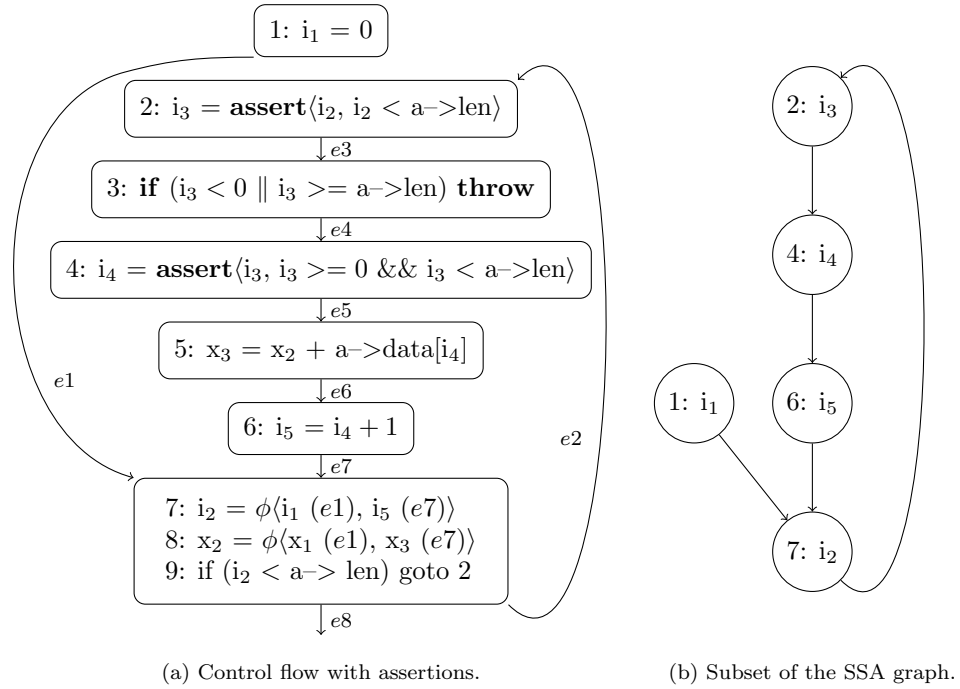 1: i₁ = 0
2: i₃ = assert⟨i₂, i₂ < a–>len⟩
e3
3: if (i₃ < 0 ‖ i₃ >= a–>len) throw
e4
4: i₄ = assert⟨i₃, i₃ >= 0 && i₃ < a–>len⟩
e5
5: x₃ = x₂ + a–>data[i₄]
e1
e6
6: i₅ = i₄ + 1
e2
e7
7: i₂ = ϕ⟨i₁ (e1), i₅ (e7)⟩
8: x₂ = ϕ⟨x₁ (e1), x₃ (e7)⟩
9: if (i₂ < a–> len) goto 2
e8
(a) Control flow with assertions.
2: i₃
4: i₄
1: i₁
6: i₅
7: i₂
(b) Subset of the SSA graph.